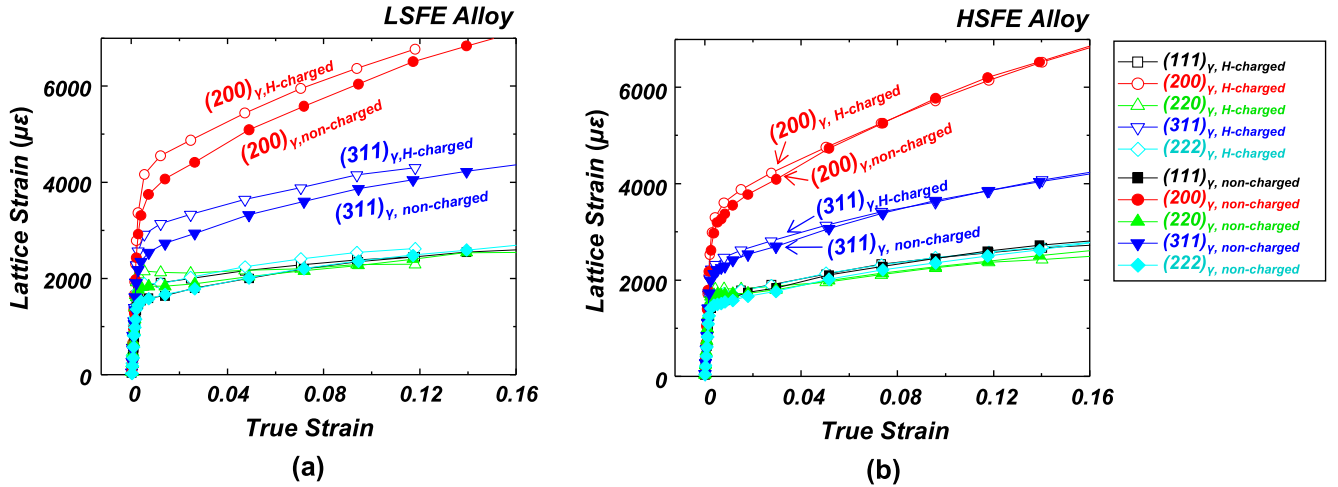 LSFE Alloy
6000
4000
2000
0
Lattice Strain (με)
(200)γ,H-charged
(200)γ,non-charged
(311)γ,H-charged
(311)γ, non-charged
0 0.04 0.08 0.12 0.16
True Strain
(a)
HSFE Alloy
6000
4000
2000
0
Lattice Strain (με)
(200)γ, H-charged
(200)γ,non-charged
(311)γ,H-charged
(311)γ, non-charged
0 0.04 0.08 0.12 0.16
True Strain
(b)
(111)γ, H-charged
(200)γ, H-charged
(220)γ, H-charged
(311)γ, H-charged
(222)γ, H-charged
(111)γ, non-charged
(200)γ, non-charged
(220)γ, non-charged
(311)γ, non-charged
(222)γ, non-charged